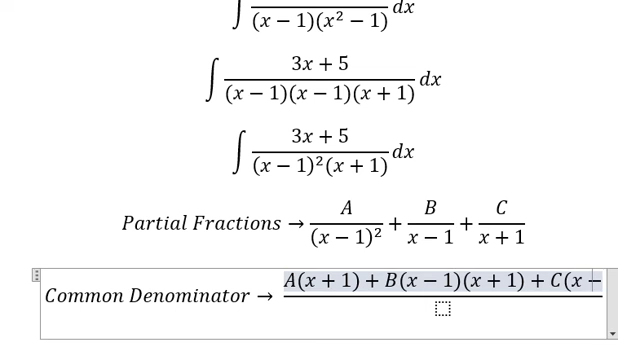 ∫ / (x − 1)(x² − 1) dx
∫ 3x + 5 / (x − 1)(x − 1)(x + 1) dx
∫ 3x + 5 / (x − 1)²(x + 1) dx
Partial Fractions → A / (x − 1)² + B / x − 1 + C / x + 1
Common Denominator → A(x + 1) + B(x − 1)(x + 1) + C(x −